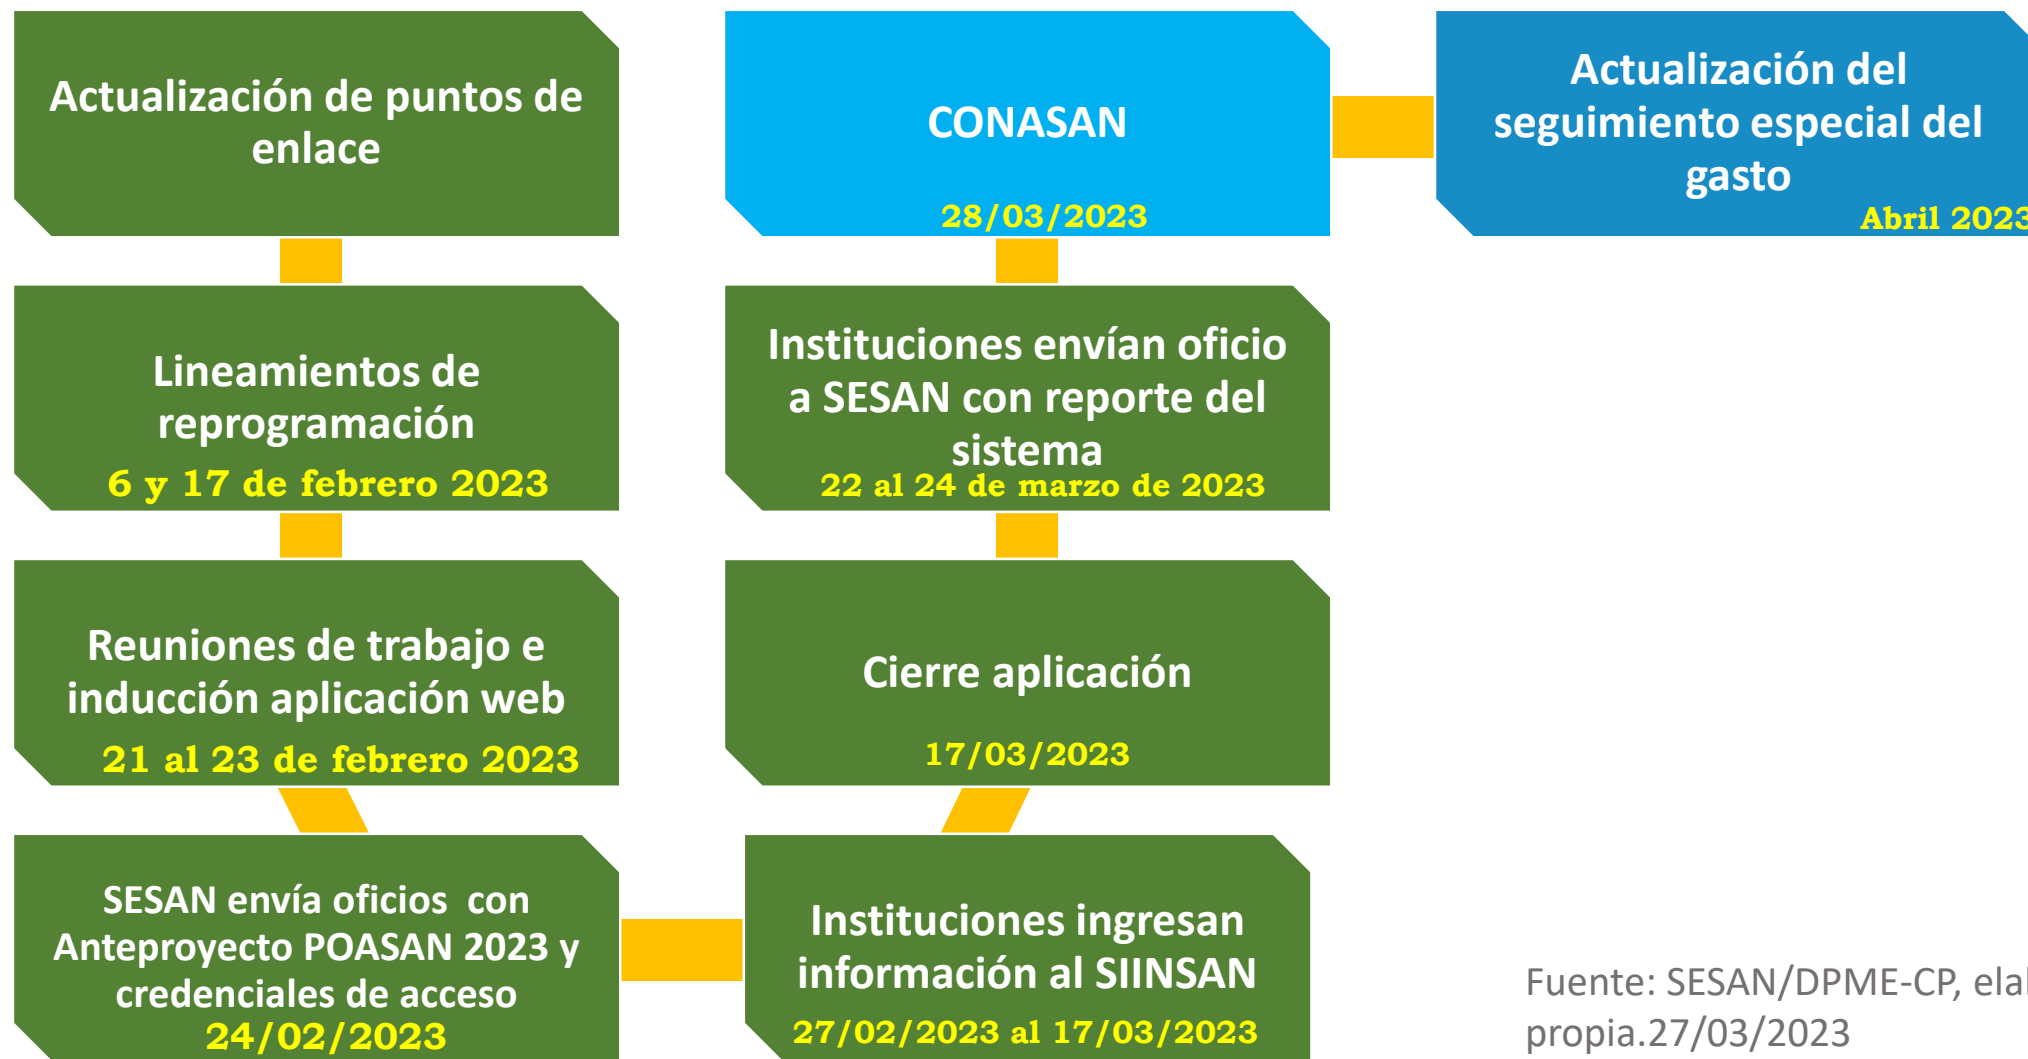 Actualización de puntos de
enlace
Lineamientos de
reprogramación
6 y 17 de febrero 2023
Reuniones de trabajo e
inducción aplicación web
21 al 23 de febrero 2023
SESAN envía oficios con
Anteproyecto POASAN 2023 y
credenciales de acceso
24/02/2023
Instituciones ingresan
información al SIINSAN
27/02/2023 al 17/03/2023
Cierre aplicación
17/03/2023
Instituciones envían oficio
a SESAN con reporte del
sistema
22 al 24 de marzo de 2023
CONASAN
28/03/2023
Actualización del
seguimiento especial del
gasto
Abril 2023
Fuente: SESAN/DPME-CP,
propia.27/03/2023